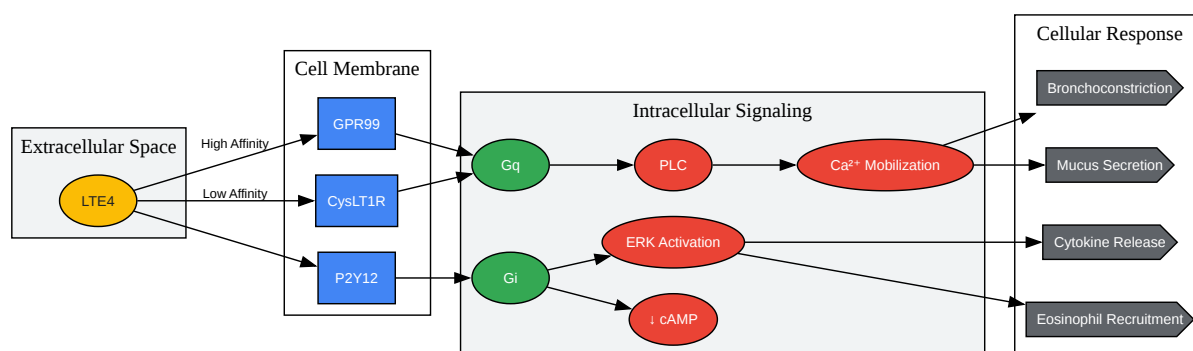 Extracellular Space
LTE4
High Affinity
Low Affinity
Cell Membrane
GPR99
CysLT1R
P2Y12
Intracellular Signaling
Gq
PLC
Ca²⁺ Mobilization
Gi
ERK Activation
↓ cAMP
Cellular Response
Bronchoconstriction
Mucus Secretion
Cytokine Release
Eosinophil Recruitment